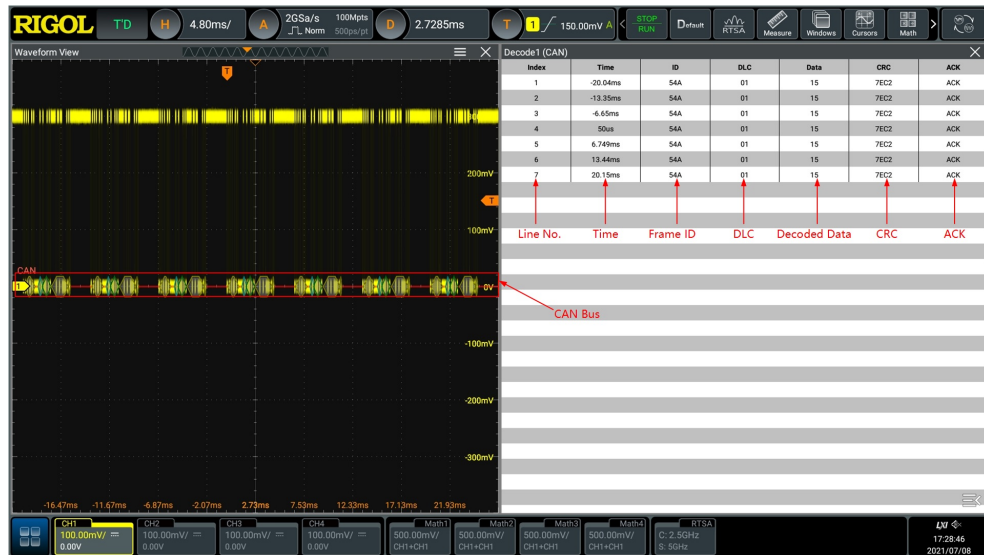 RIGOL T'D H 4.80ms/ A 2GSa/s 100Mpts Norm 500ps/pt D 2.7285ms T 1 150.00mV A < STOP RUN Default RTSA Measure Windows Cursors Math >
Waveform View
Decode1 (CAN)
Index Time ID DLC Data CRC ACK
1 -20.04ms 54A 01 15 7EC2 ACK
2 -13.35ms 54A 01 15 7EC2 ACK
3 -6.65ms 54A 01 15 7EC2 ACK
4 50us 54A 01 15 7EC2 ACK
5 6.749ms 54A 01 15 7EC2 ACK
6 13.44ms 54A 01 15 7EC2 ACK
7 20.15ms 54A 01 15 7EC2 ACK
Line No. Time Frame ID DLC Decoded Data CRC ACK
T
200mV
T
100mV
CAN
1
0V
CAN Bus
-100mV
-200mV
-300mV
-16.47ms -11.67ms -6.87ms -2.07ms 2.73ms 7.53ms 12.33ms 17.13ms 21.93ms
CH1 CH2 CH3 CH4 Math1 Math2 Math3 Math4 RTSA
100.00mV/ 100.00mV/ 100.00mV/ 100.00mV/ 500.00mV/ 500.00mV/ 500.00mV/ 500.00mV/ C: 2.5GHz
0.00V 0.00V 0.00V 0.00V CH1+CH1 CH1+CH1 CH1+CH1 CH1+CH1 S: 5GHz
LXI
17:28:46
2021/07/08